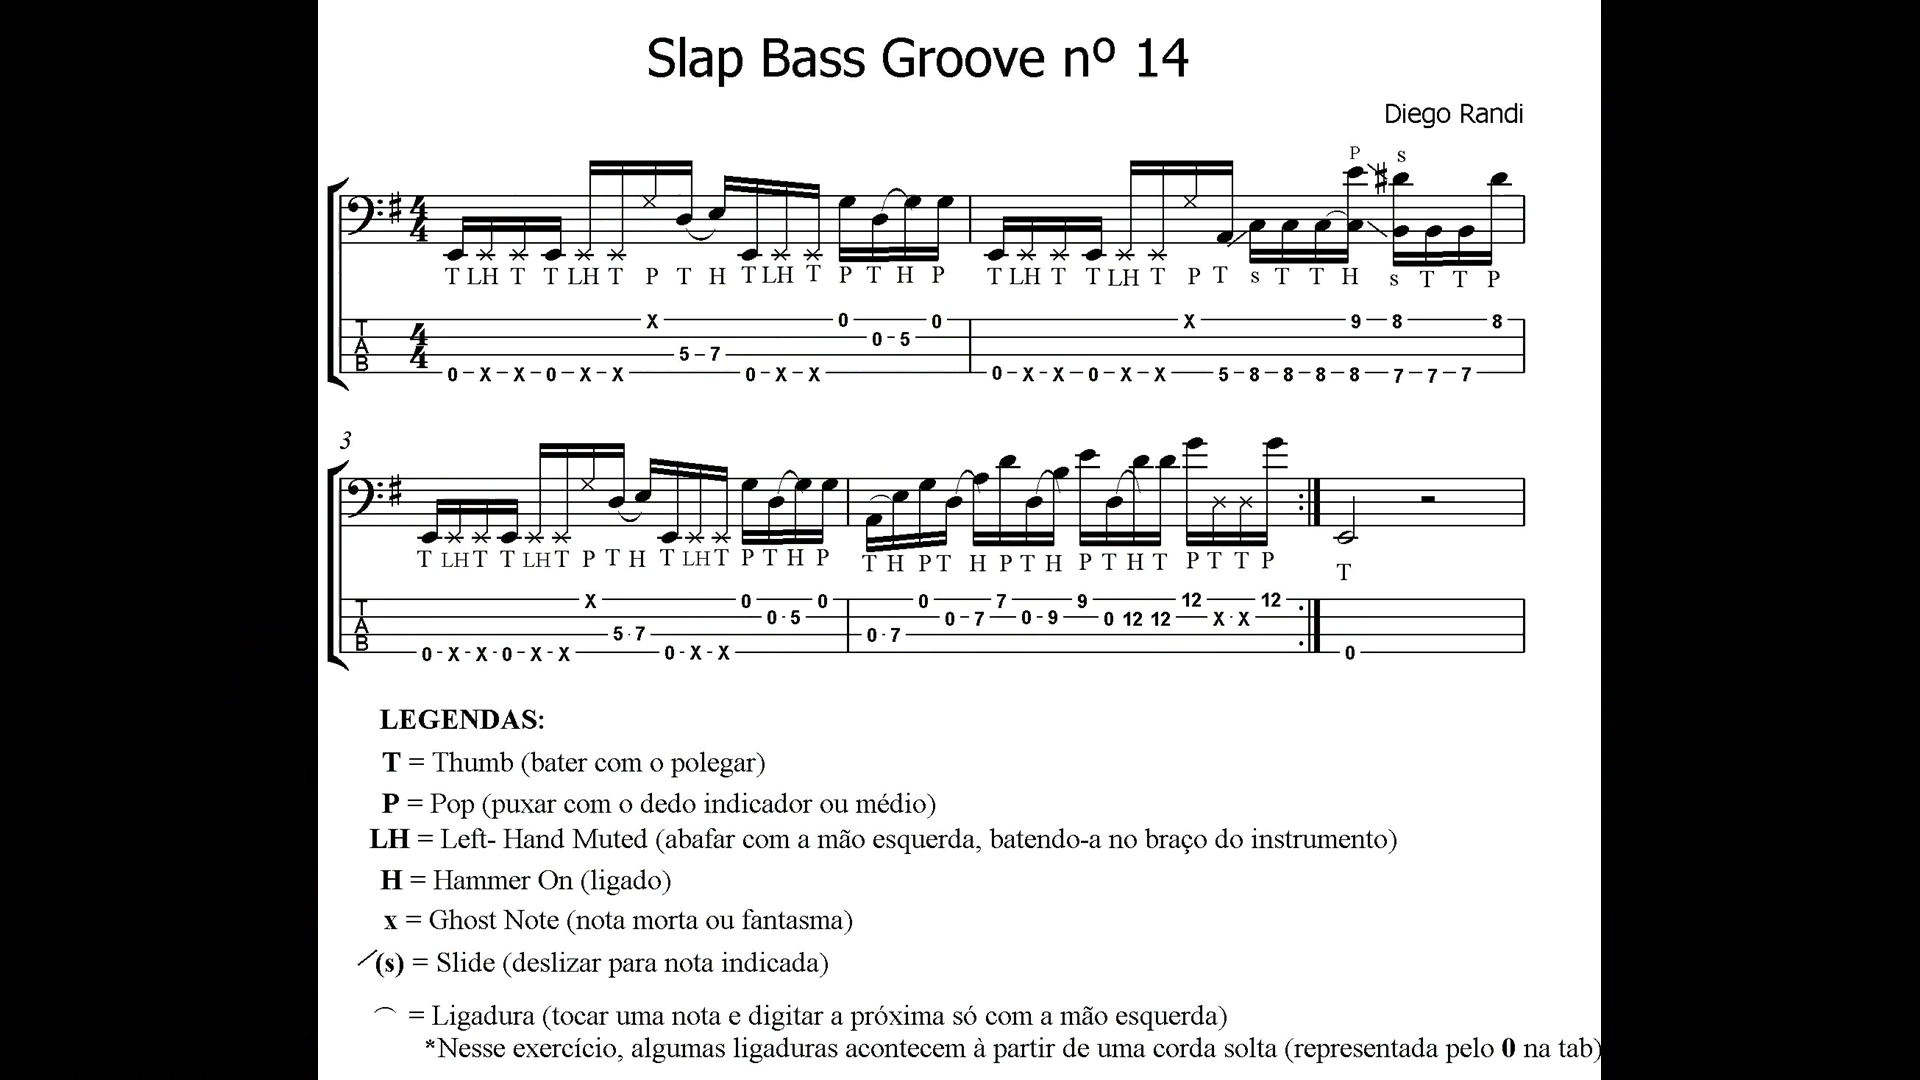 Slap Bass Groove nº 14
Diego Randi
P s
4
4
T LH T T LH T P T H T LH T P T H P T LH T T LH T P T s T T H s T T P
T
A
B
4
4
X 0 0 X 9 8 8
0 - 5
5 - 7
0 - X - X - 0 - X - X 0 - X - X 0 - X - X - 0 - X - X 5 - 8 - 8 - 8 - 8 7 - 7 - 7
3
T LH T T LH T P T H T LH T P T H P T H P T H P T H P T H T P T T P T
T
A
B
X 0 0 0 7 9 12 12
0 - 5 0 - 7 0 - 9 0 12 12 X - X
5 - 7 0 - 7
0 - X - X - 0 - X - X 0 - X - X 0
LEGENDAS:
T = Thumb (bater com o polegar)
P = Pop (puxar com o dedo indicador ou médio)
LH = Left- Hand Muted (abafar com a mão esquerda, batendo-a no braço do instrumento)
H = Hammer On (ligado)
x = Ghost Note (nota morta ou fantasma)
(s) = Slide (deslizar para nota indicada)
= Ligadura (tocar uma nota e digitar a próxima só com a mão esquerda)
*Nesse exercício, algumas ligaduras acontecem à partir de uma corda solta (representada pelo 0 na tab)